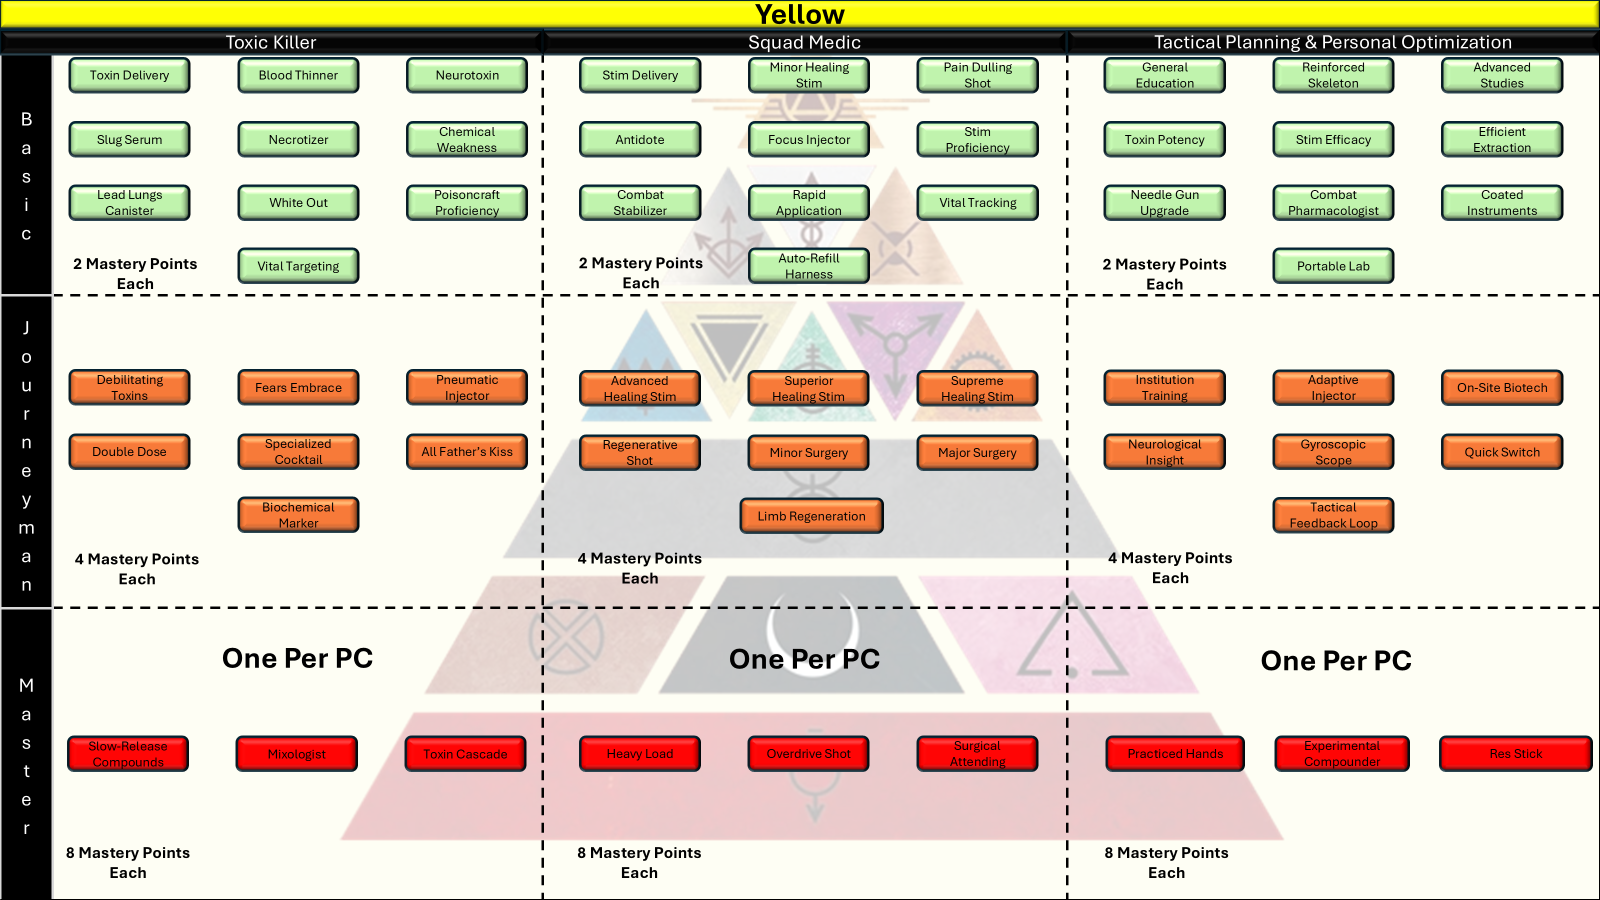 Yellow
Toxic Killer
Squad Medic
Tactical Planning & Personal Optimization
Basic
Toxin Delivery
Blood Thinner
Neurotoxin
Slug Serum
Necrotizer
Chemical
Weakness
Lead Lungs
Canister
White Out
Poisoncraft
Proficiency
2 Mastery Points
Each
Vital Targeting
Stim Delivery
Minor Healing
Stim
Pain Dulling
Shot
Antidote
Focus Injector
Stim
Proficiency
Combat
Stabilizer
Rapid
Application
Vital Tracking
2 Mastery Points
Each
Auto-Refill
Harness
General
Education
Reinforced
Skeleton
Advanced
Studies
Toxin Potency
Stim Efficacy
Efficient
Extraction
Needle Gun
Upgrade
Combat
Pharmacologist
Coated
Instruments
2 Mastery Points
Each
Portable Lab
Journeyman
Debilitating
Toxins
Fears Embrace
Pneumatic
Injector
Double Dose
Specialized
Cocktail
All Father's Kiss
Biochemical
Marker
4 Mastery Points
Each
Advanced
Healing Stim
Superior
Healing Stim
Supreme
Healing Stim
Regenerative
Shot
Minor Surgery
Major Surgery
Limb Regeneration
4 Mastery Points
Each
Institution
Training
Adaptive
Injector
On-Site Biotech
Neurological
Insight
Gyroscopic
Scope
Quick Switch
Tactical
Feedback Loop
4 Mastery Points
Each
Master
One Per PC
Slow-Release
Compounds
Mixologist
Toxin Cascade
8 Mastery Points
Each
One Per PC
Heavy Load
Overdrive Shot
Surgical
Attending
8 Mastery Points
Each
One Per PC
Practiced Hands
Experimental
Compounder
Res Stick
8 Mastery Points
Each